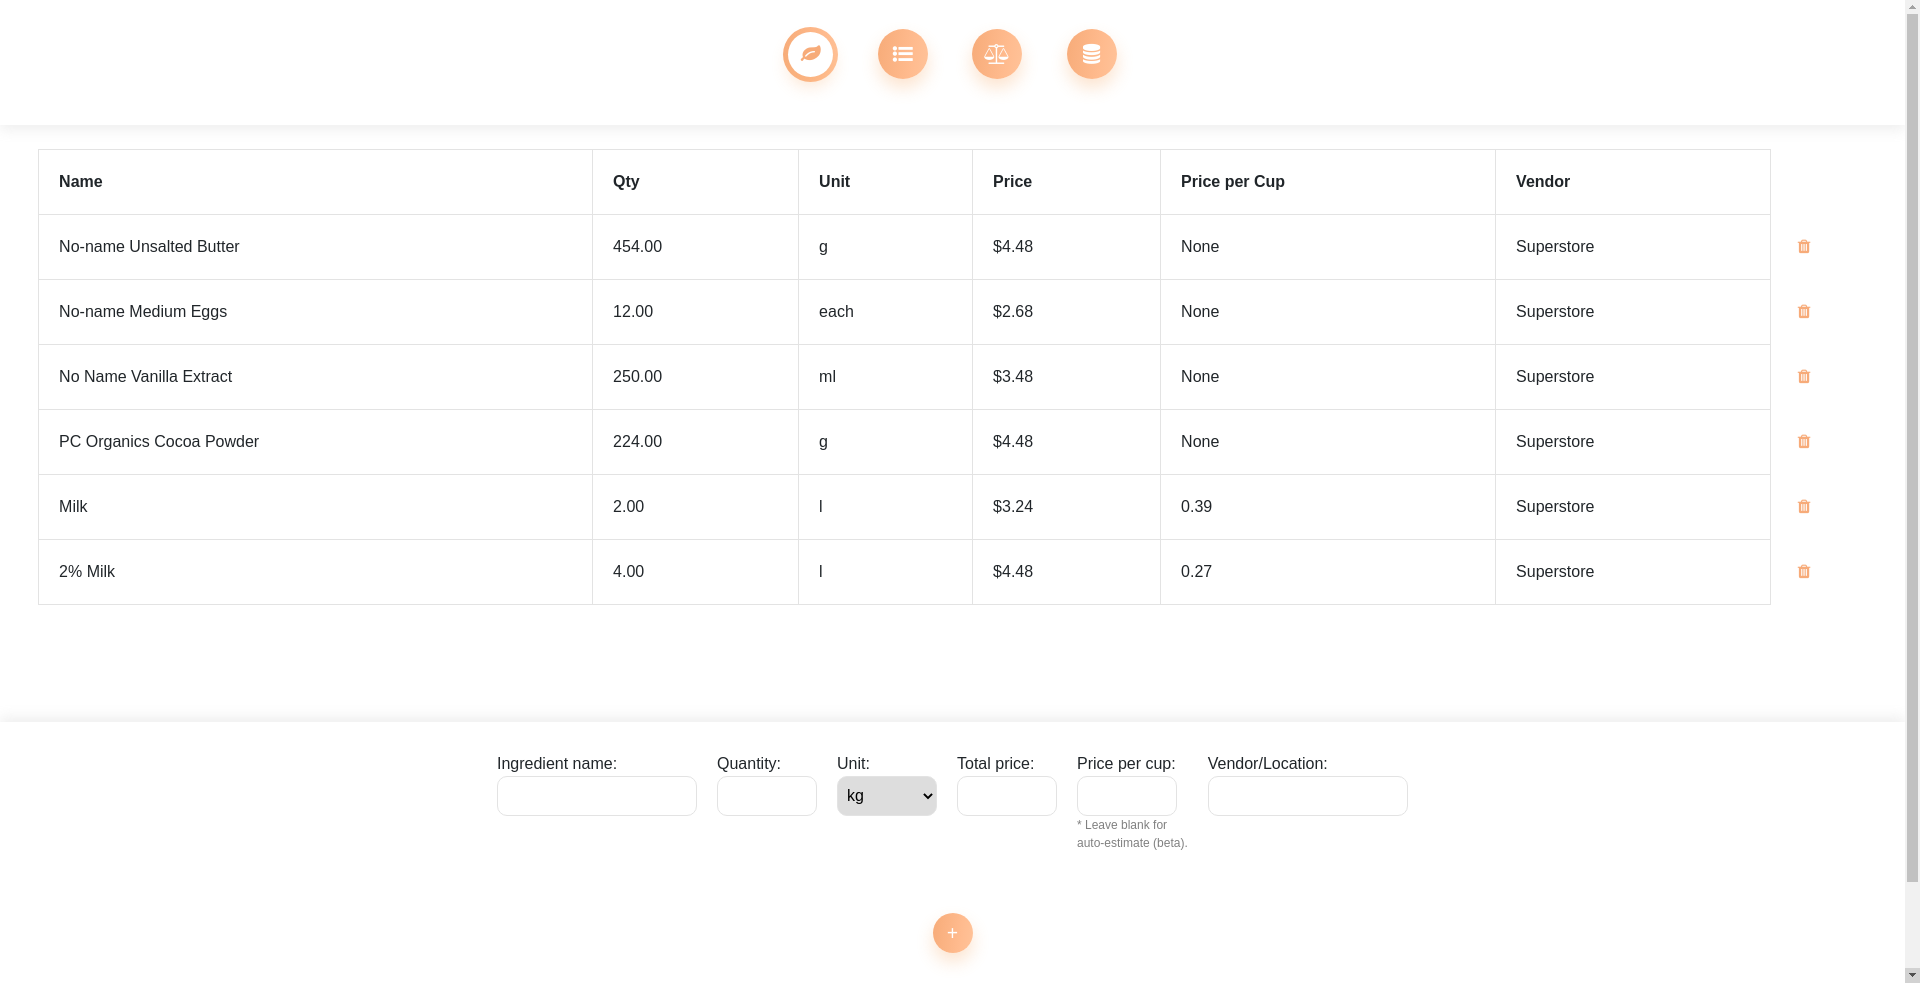 Name Qty Unit Price Price per Cup Vendor
No-name Unsalted Butter 454.00 g $4.48 None Superstore
No-name Medium Eggs 12.00 each $2.68 None Superstore
No Name Vanilla Extract 250.00 ml $3.48 None Superstore
PC Organics Cocoa Powder 224.00 g $4.48 None Superstore
Milk 2.00 l $3.24 0.39 Superstore
2% Milk 4.00 l $4.48 0.27 Superstore
Ingredient name: Quantity: Unit: Total price: Price per cup: Vendor/Location:
kg
* Leave blank for
auto-estimate (beta).
+